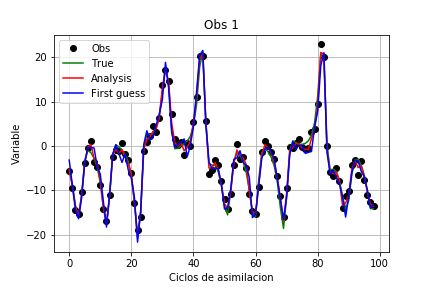 Obs 1
Obs
True
Analysis
First guess
Variable
20
10
0
−10
−20
0
20
40
60
80
100
Ciclos de asimilacion